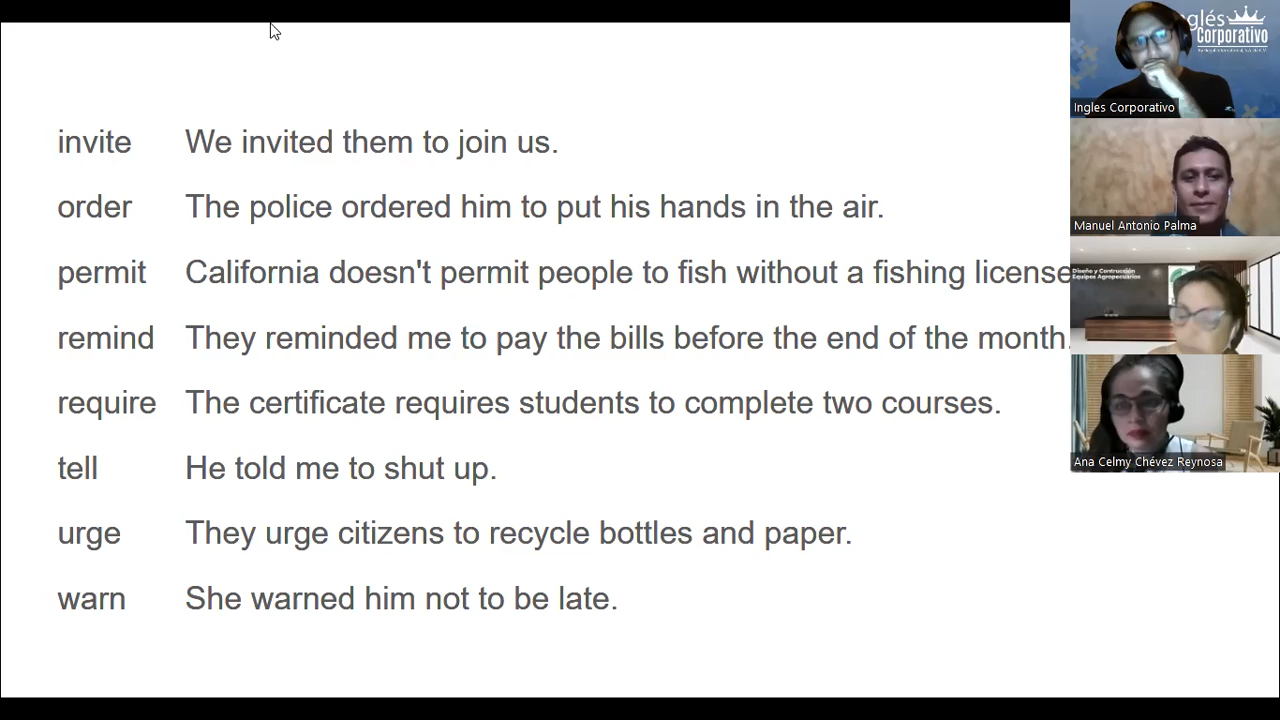 invite We invited them to join us.
order The police ordered him to put his hands in the air.
permit California doesn't permit people to fish without a fishing license
remind They reminded me to pay the bills before the end of the month.
require The certificate requires students to complete two courses.
tell He told me to shut up.
urge They urge citizens to recycle bottles and paper.
warn She warned him not to be late.
Inglés
Corporativo
Ingles Corporativo
Manuel Antonio Palma
Diseño y Contrucción
Equipos Agropecuarios
Ana Celmy Chévez Reynosa